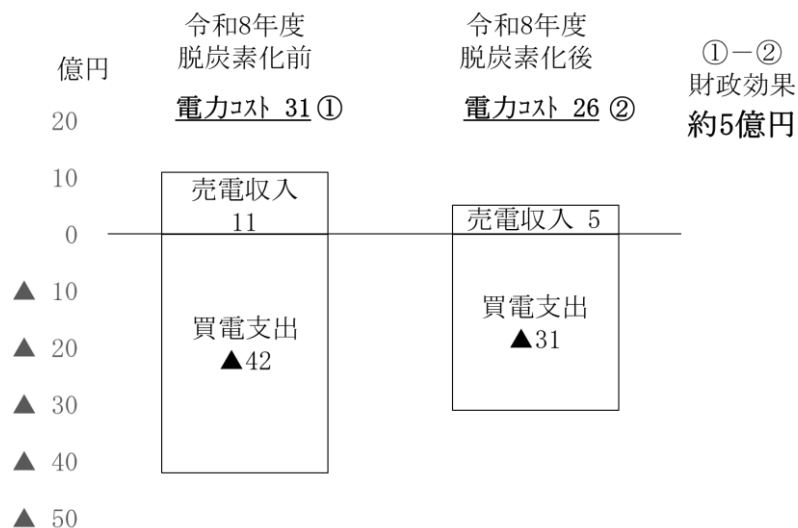 億円
令和8年度
脱炭素化前
電力コスト 31 ①
令和8年度
脱炭素化後
電力コスト 26 ②
①－②
財政効果
約5億円
20
10
0
▲ 10
▲ 20
▲ 30
▲ 40
▲ 50
売電収入
11
買電支出
▲42
売電収入 5
買電支出
▲31